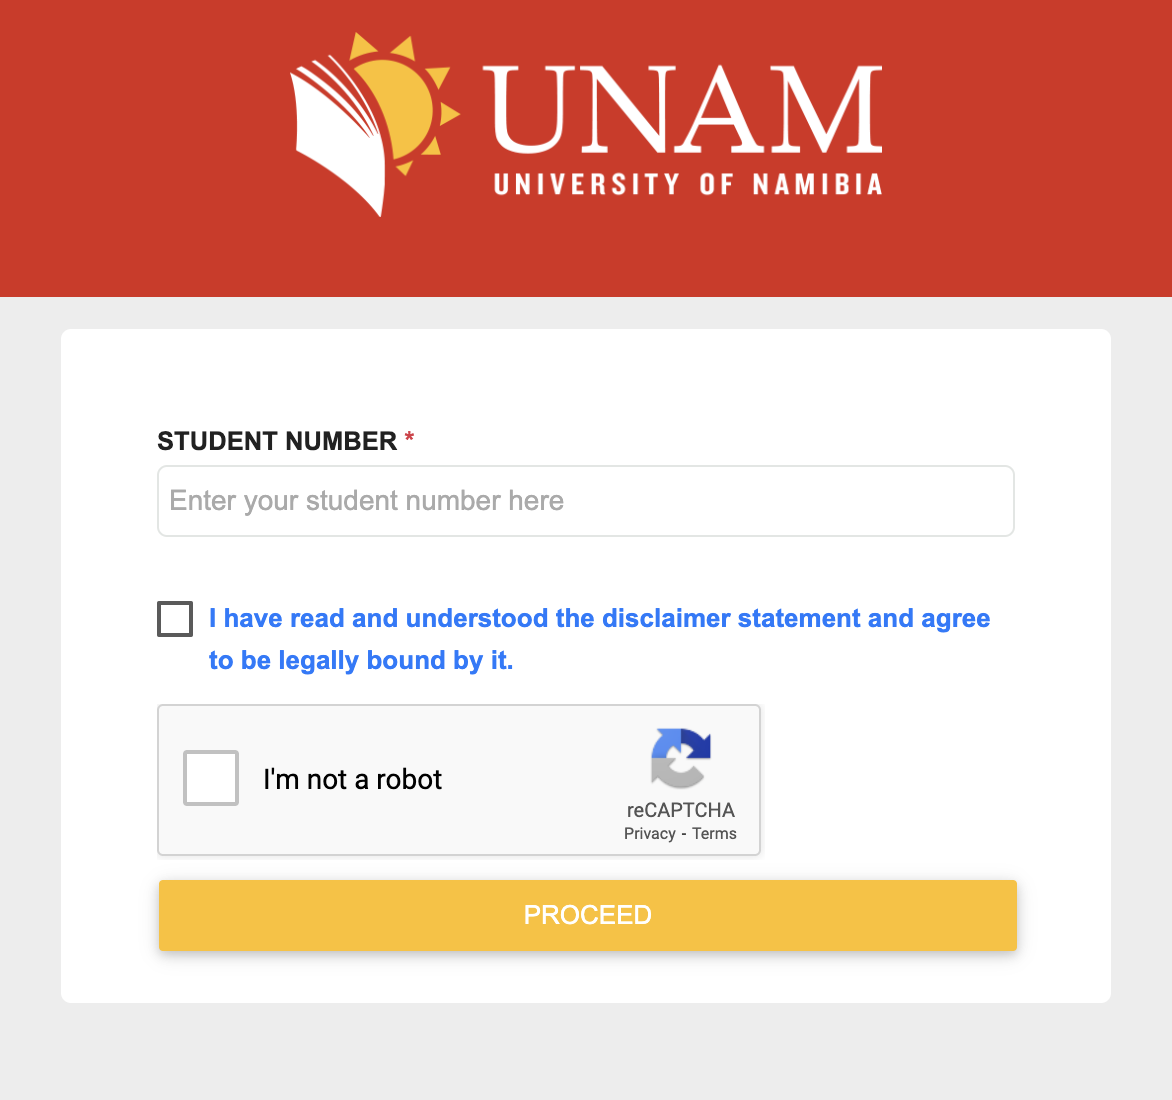 UNAM
UNIVERSITY OF NAMIBIA
STUDENT NUMBER *
Enter your student number here
I have read and understood the disclaimer statement and agree
to be legally bound by it.
I'm not a robot
reCAPTCHA
Privacy - Terms
PROCEED